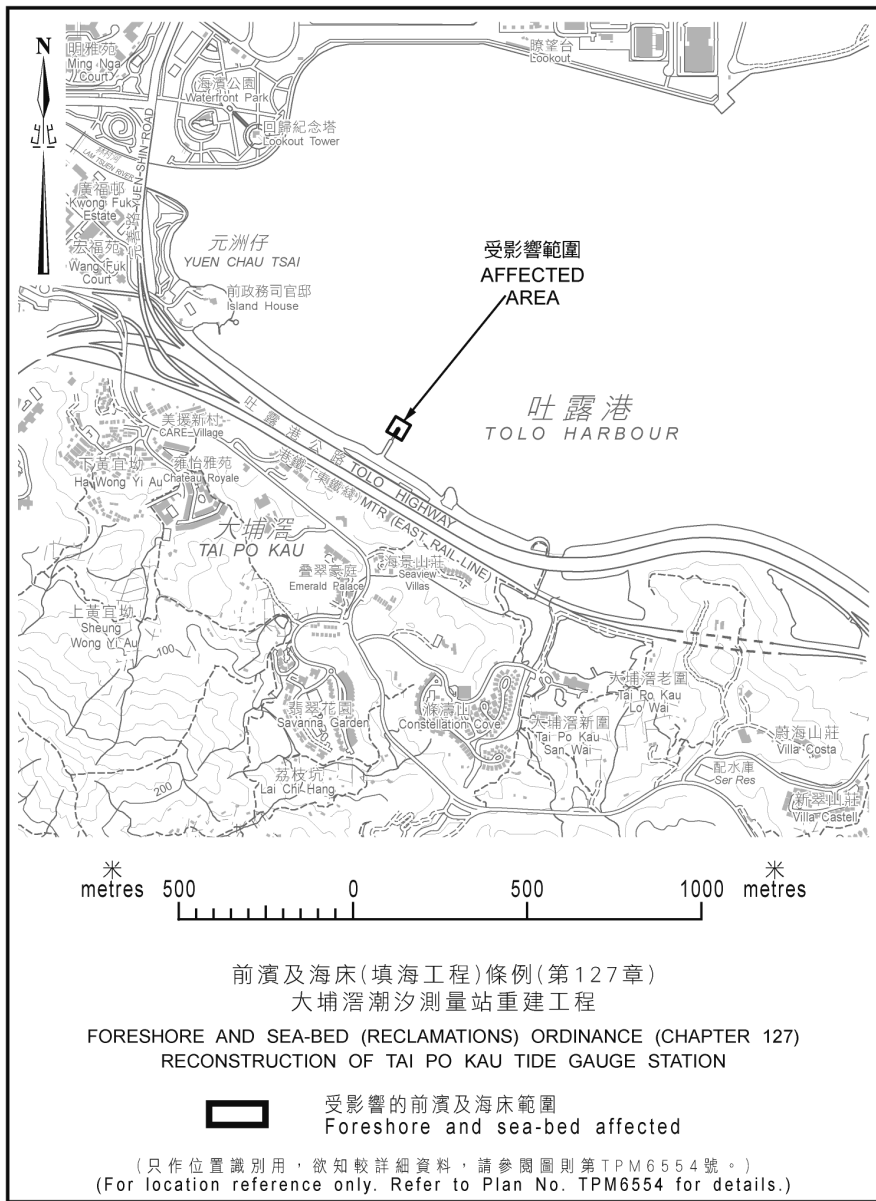 N
明雅苑
Ming Nga
Court
海濱公園
Waterfront Park
回歸紀念塔
Lookout Tower
瞭望台
Lookout
LAM TSUEN RIVER
YUEN SHIN ROAD
廣福邨
Kwong Fuk
Estate
宏福苑
Wang Fuk
Court
元洲仔
YUEN CHAU TSAI
前政務司官邸
Island House
受影響範圍
AFFECTED
AREA
吐露港
TOLO HARBOUR
吐露港公路 TOLO HIGHWAY
港鐵(東鐵綫) MTR (EAST RAIL LINE)
美援新村
CARE Village
下黃宜坳
Ha Wong Yi Au
雍怡雅苑
Chateau Royale
大埔滘
TAI PO KAU
叠翠豪庭
Emerald Palace
海景山莊
Seaview
Villas
上黃宜坳
Sheung
Wong Yi Au
100
200
翡翠花園
Savanna Garden
滌濤山
Constellation Cove
大埔滘老圍
Tai Po Kau
Lo Wai
大埔滘新圍
Tai Po Kau
San Wai
荔枝坑
Lai Chi Hang
蔚海山莊
Villa Costa
配水庫
Ser Res
新翠山莊
Villa Castell
米 米
metres 500 0 500 1000 metres
前濱及海床(填海工程)條例(第127章)
大埔滘潮汐測量站重建工程
FORESHORE AND SEA-BED (RECLAMATIONS) ORDINANCE (CHAPTER 127)
RECONSTRUCTION OF TAI PO KAU TIDE GAUGE STATION
受影響的前濱及海床範圍
Foreshore and sea-bed affected
(只作位置識別用,欲知較詳細資料,請參閱圖則第TPM6554號。)
(For location reference only. Refer to Plan No. TPM6554 for details.)